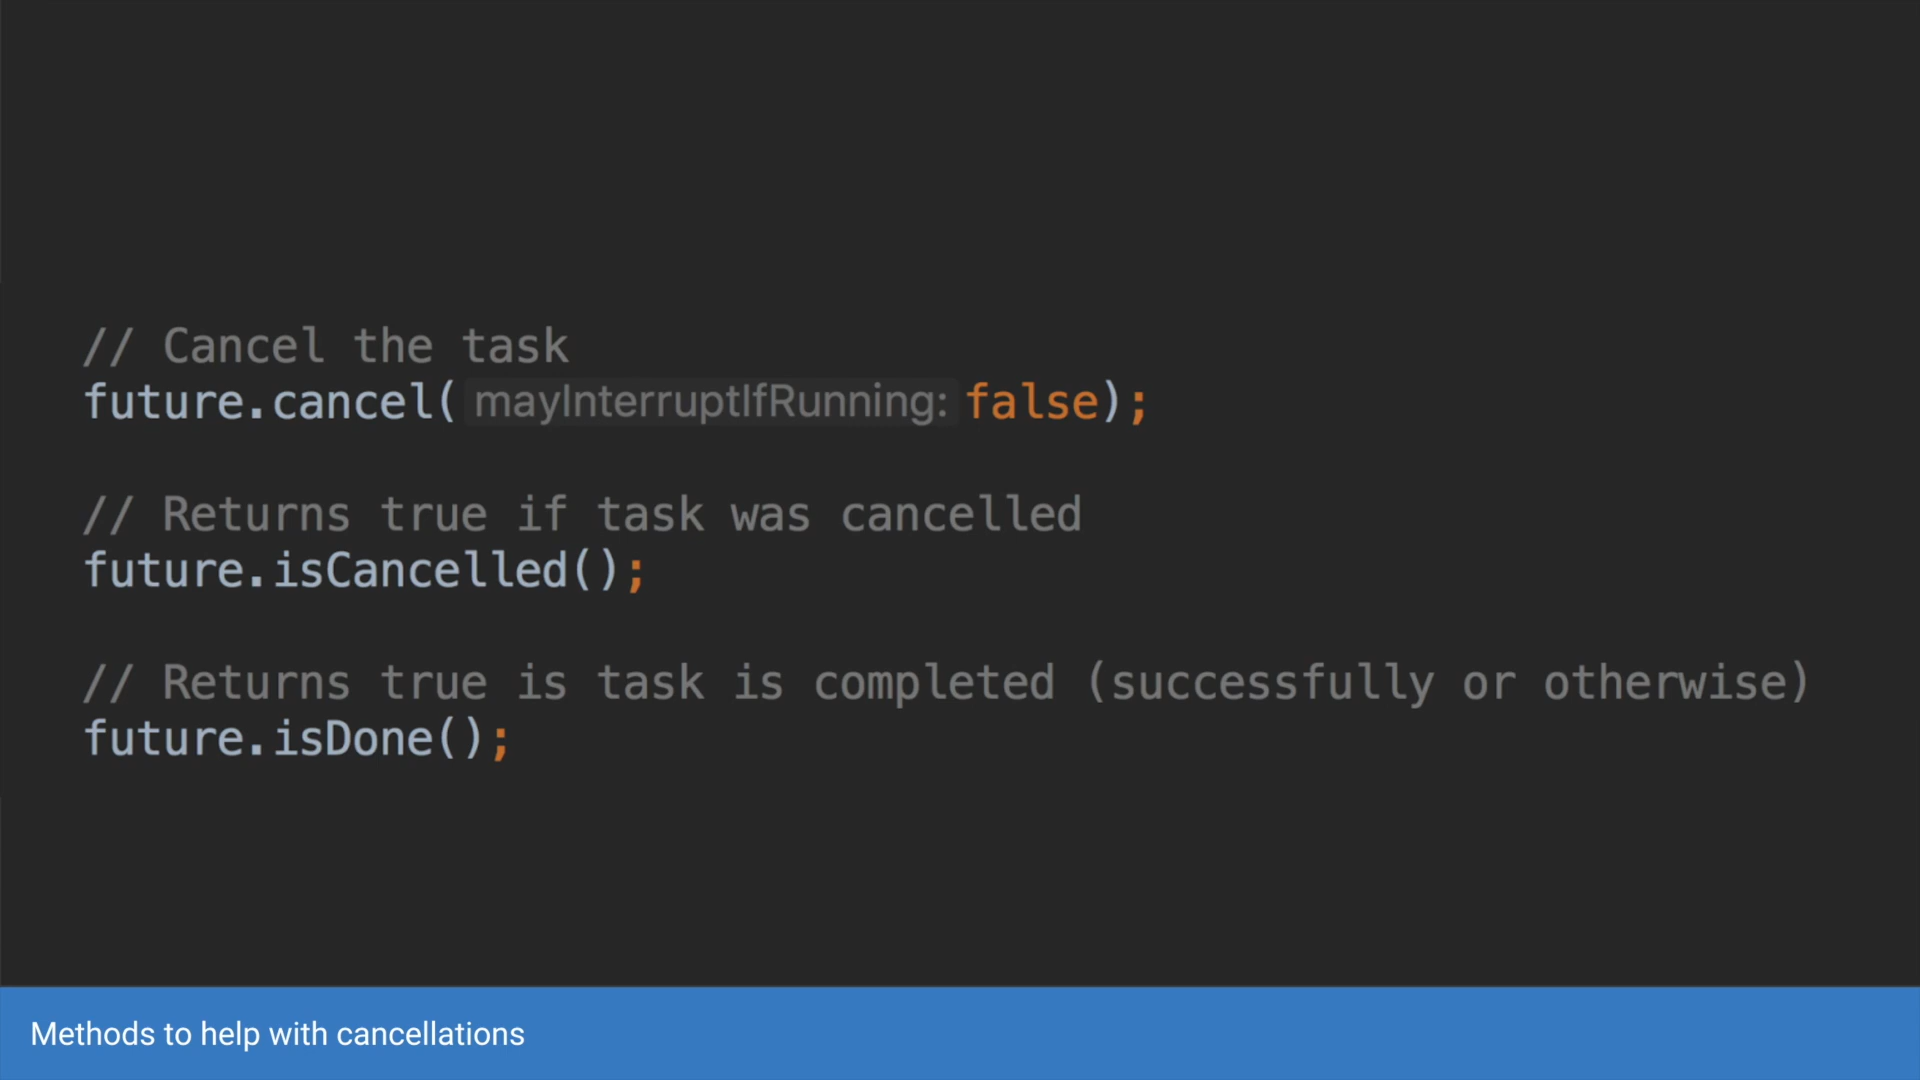 // Cancel the task
future.cancel( mayInterruptIfRunning: false);
// Returns true if task was cancelled
future.isCancelled();
// Returns true is task is completed (successfully or otherwise)
future.isDone();
Methods to help with cancellations